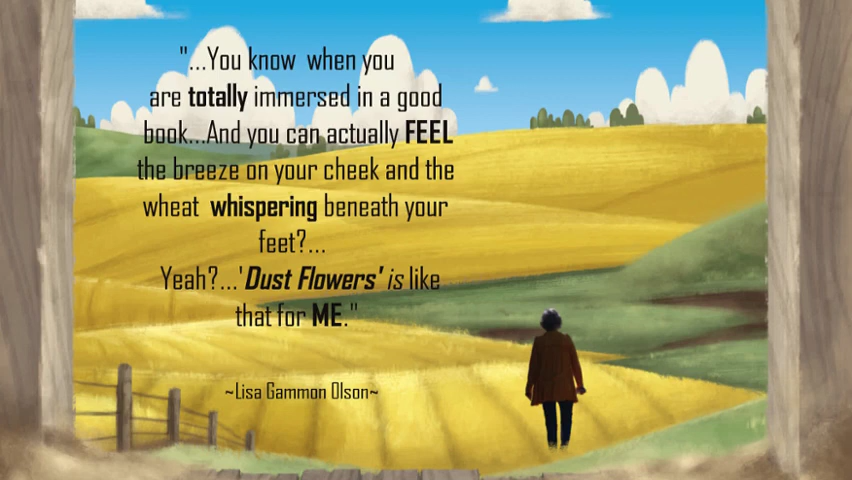 "...You know when you
are totally immersed in a good
book...And you can actually FEEL
the breeze on your cheek and the
wheat whispering beneath your
feet?...
Yeah?...'Dust Flowers' is like
that for ME."
~Lisa Gammon Olson~